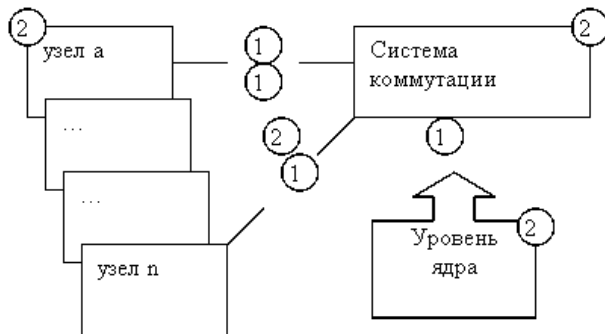 2
узел a
1
1
2
Система
коммутации
...
2
1
1
...
2
Уровень
ядра
узел n